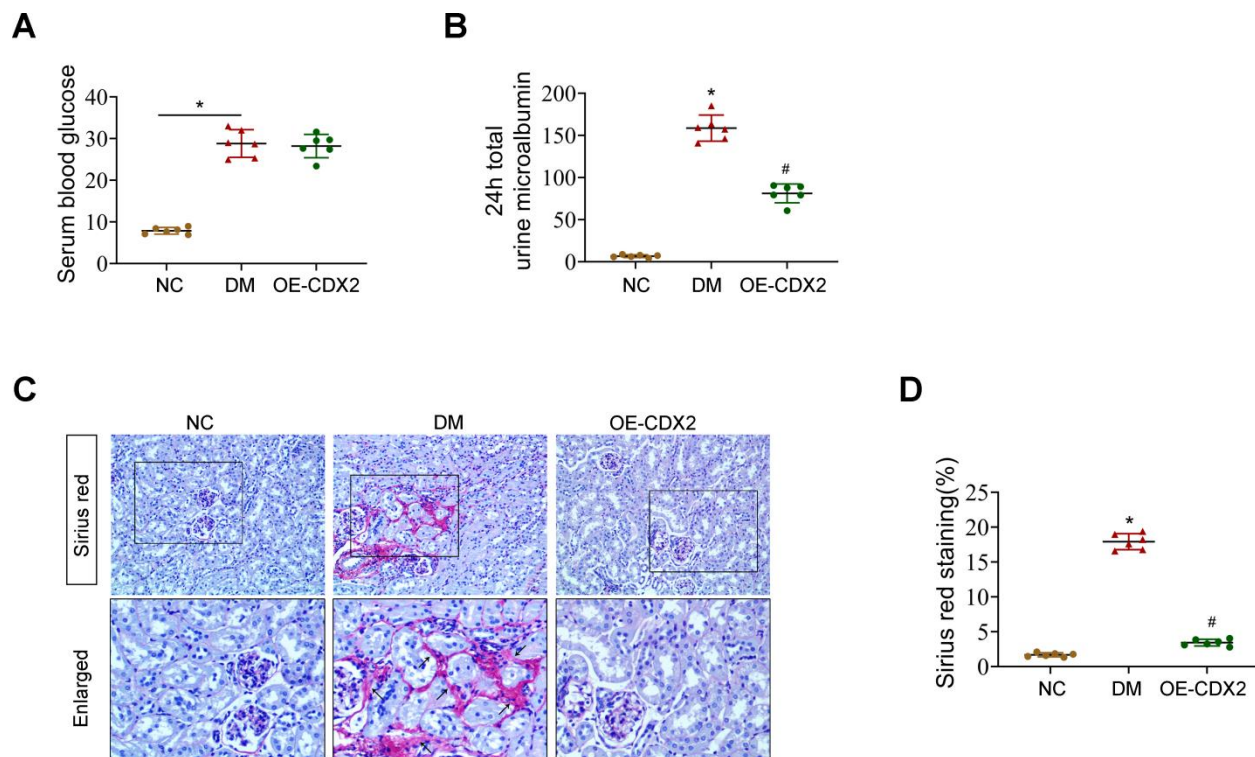 A
Serum blood glucose
40
30
20
10
0
*
NC DM OE-CDX2
B
24h total
urine microalbumin
200
150
100
50
0
*
#
NC DM OE-CDX2
C
NC DM OE-CDX2
Sirius red
Enlarged
D
Sirius red staining(%)
25
20
15
10
5
0
*
#
NC DM OE-CDX2